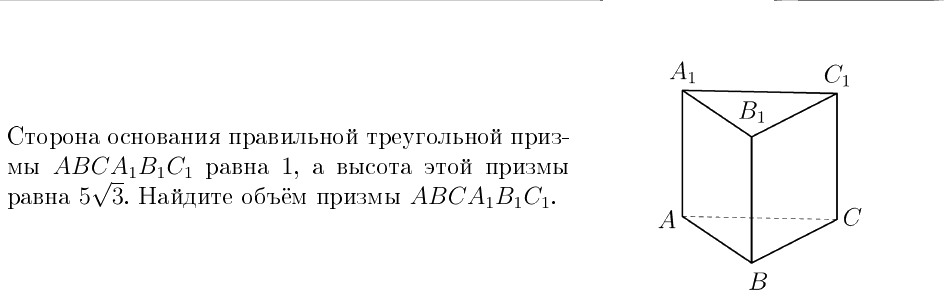 Сторона основания правильной треугольной приз-
мы ABCA₁B₁C₁ равна 1, а высота этой призмы
равна 5√3. Найдите объём призмы ABCA₁B₁C₁.
A₁
C₁
B₁
A
C
B